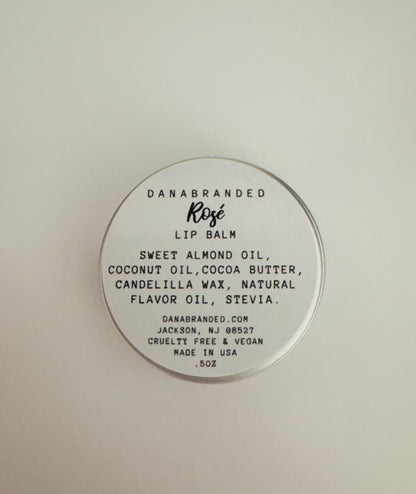 DANABRANDED
Rosé
LIP BALM
SWEET ALMOND OIL,
COCONUT OIL,COCOA BUTTER,
CANDELILLA WAX, NATURAL
FLAVOR OIL, STEVIA.
DANABRANDED.COM
JACKSON, NJ 08527
CRUELTY FREE & VEGAN
MADE IN USA
.5OZ